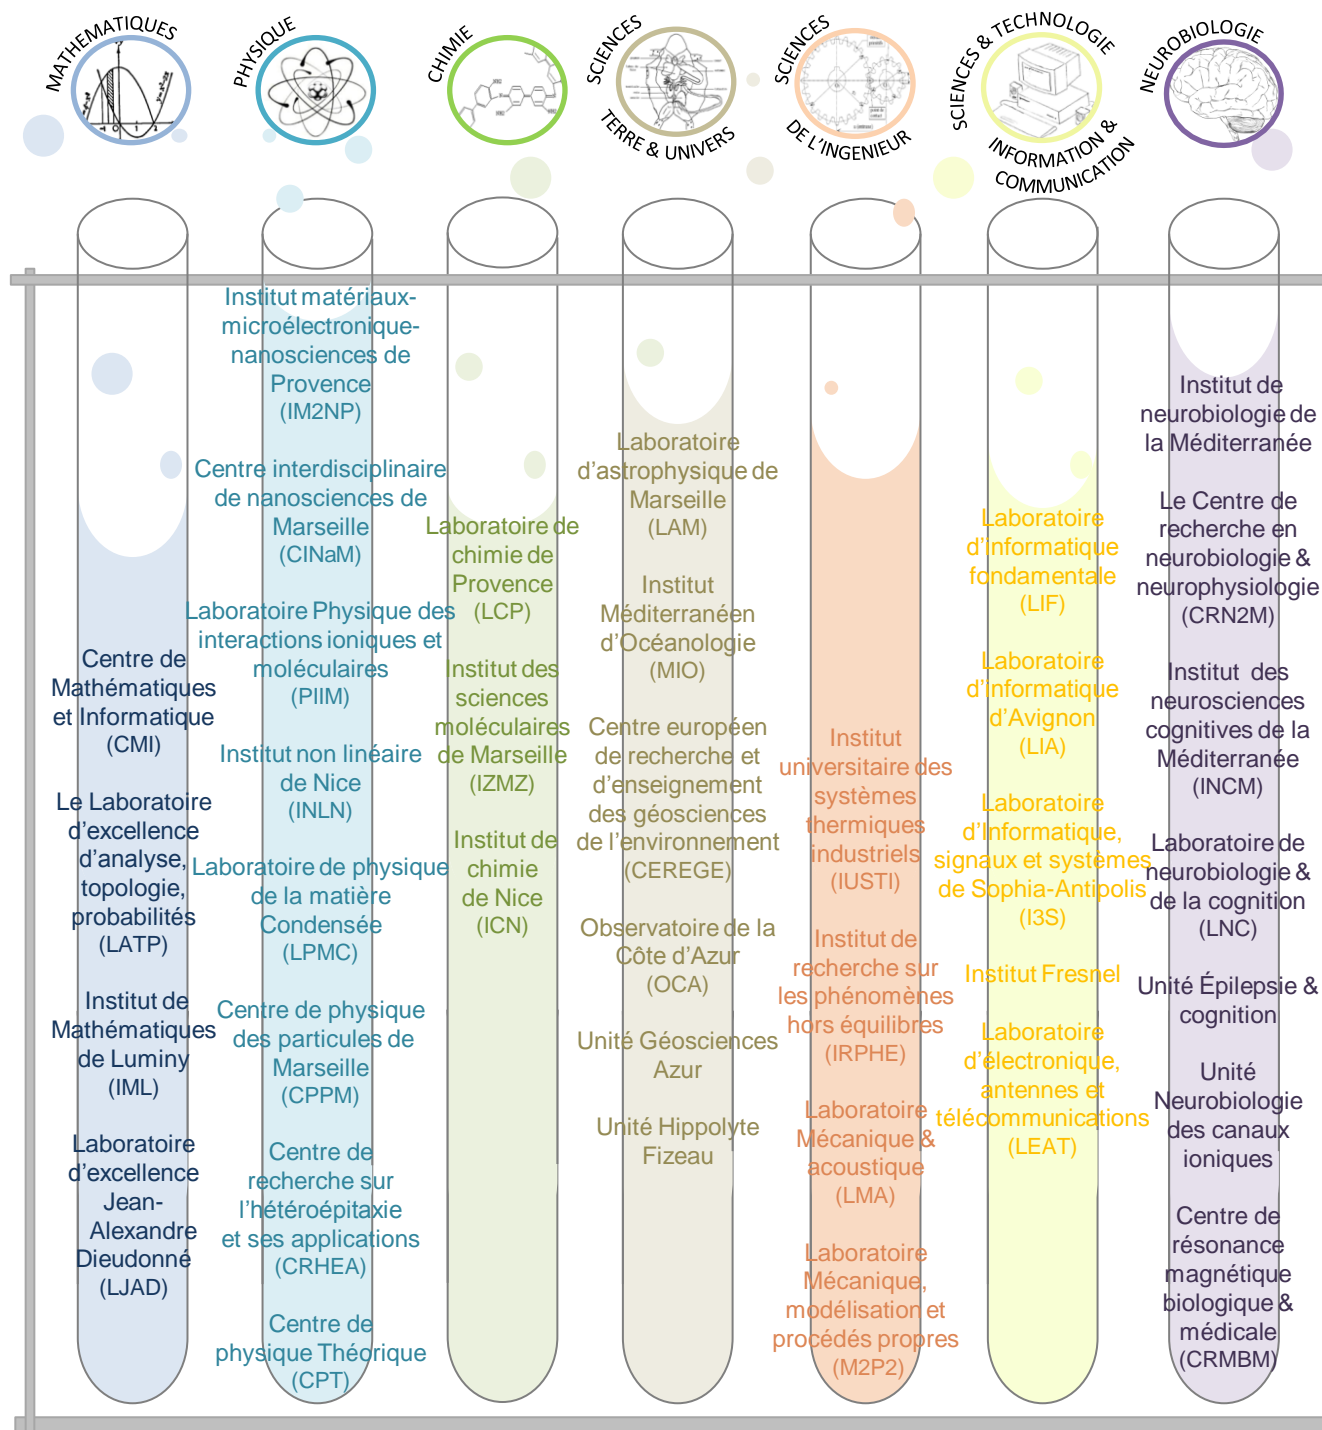 MATHEMATIQUES
PHYSIQUE
CHIMIE
SCIENCES
TERRE & UNIVERS
SCIENCES
DE L'INGENIEUR
SCIENCES & TECHNOLOGIE
INFORMATION &
COMMUNICATION
NEUROBIOLOGIE
Centre de
Mathématiques
et Informatique
(CMI)
Le Laboratoire
d'excellence
d'analyse,
topologie,
probabilités
(LATP)
Institut de
Mathématiques
de Luminy
(IML)
Laboratoire
d'excellence
Jean-
Alexandre
Dieudonné
(LJAD)
Institut matériaux-
microélectronique-
nanosciences de
Provence
(IM2NP)
Centre interdisciplinaire
de nanosciences de
Marseille
(CINaM)
Laboratoire Physique des
interactions ioniques et
moléculaires
(PIIM)
Institut non linéaire
de Nice
(INLN)
Laboratoire de physique
de la matière
Condensée
(LPMC)
Centre de physique
des particules de
Marseille
(CPPM)
Centre de
recherche sur
l'hétéroépitaxie
et ses applications
(CRHEA)
Centre de
physique Théorique
(CPT)
Laboratoire de
chimie de
Provence
(LCP)
Institut des
sciences
moléculaires
de Marseille
(IZMZ)
Institut de
chimie
de Nice
(ICN)
Laboratoire
d'astrophysique de
Marseille
(LAM)
Institut
Méditerranéen
d'Océanologie
(MIO)
Centre européen
de recherche et
d'enseignement
des géosciences
de l'environnement
(CEREGE)
Observatoire de la
Côte d'Azur
(OCA)
Unité Géosciences
Azur
Unité Hippolyte
Fizeau
Institut
universitaire des
systèmes
thermiques
industriels
(IUSTI)
Institut de
recherche sur
les phénomènes
hors équilibres
(IRPHE)
Laboratoire
Mécanique &
acoustique
(LMA)
Laboratoire
Mécanique,
modélisation et
procédés propres
(M2P2)
Laboratoire
d'informatique
fondamentale
(LIF)
Laboratoire
d'informatique
d'Avignon
(LIA)
Laboratoire
d'Informatique,
signaux et systèmes
de Sophia-Antipolis
(I3S)
Institut Fresnel
Laboratoire
d'électronique,
antennes et
télécommunications
(LEAT)
Institut de
neurobiologie de
la Méditerranée
Le Centre de
recherche en
neurobiologie &
neurophysiologie
(CRN2M)
Institut des
neurosciences
cognitives de la
Méditerranée
(INCM)
Laboratoire de
neurobiologie &
de la cognition
(LNC)
Unité Épilepsie &
cognition
Unité
Neurobiologie
des canaux
ioniques
Centre de
résonance
magnétique
biologique &
médicale
(CRMBM)